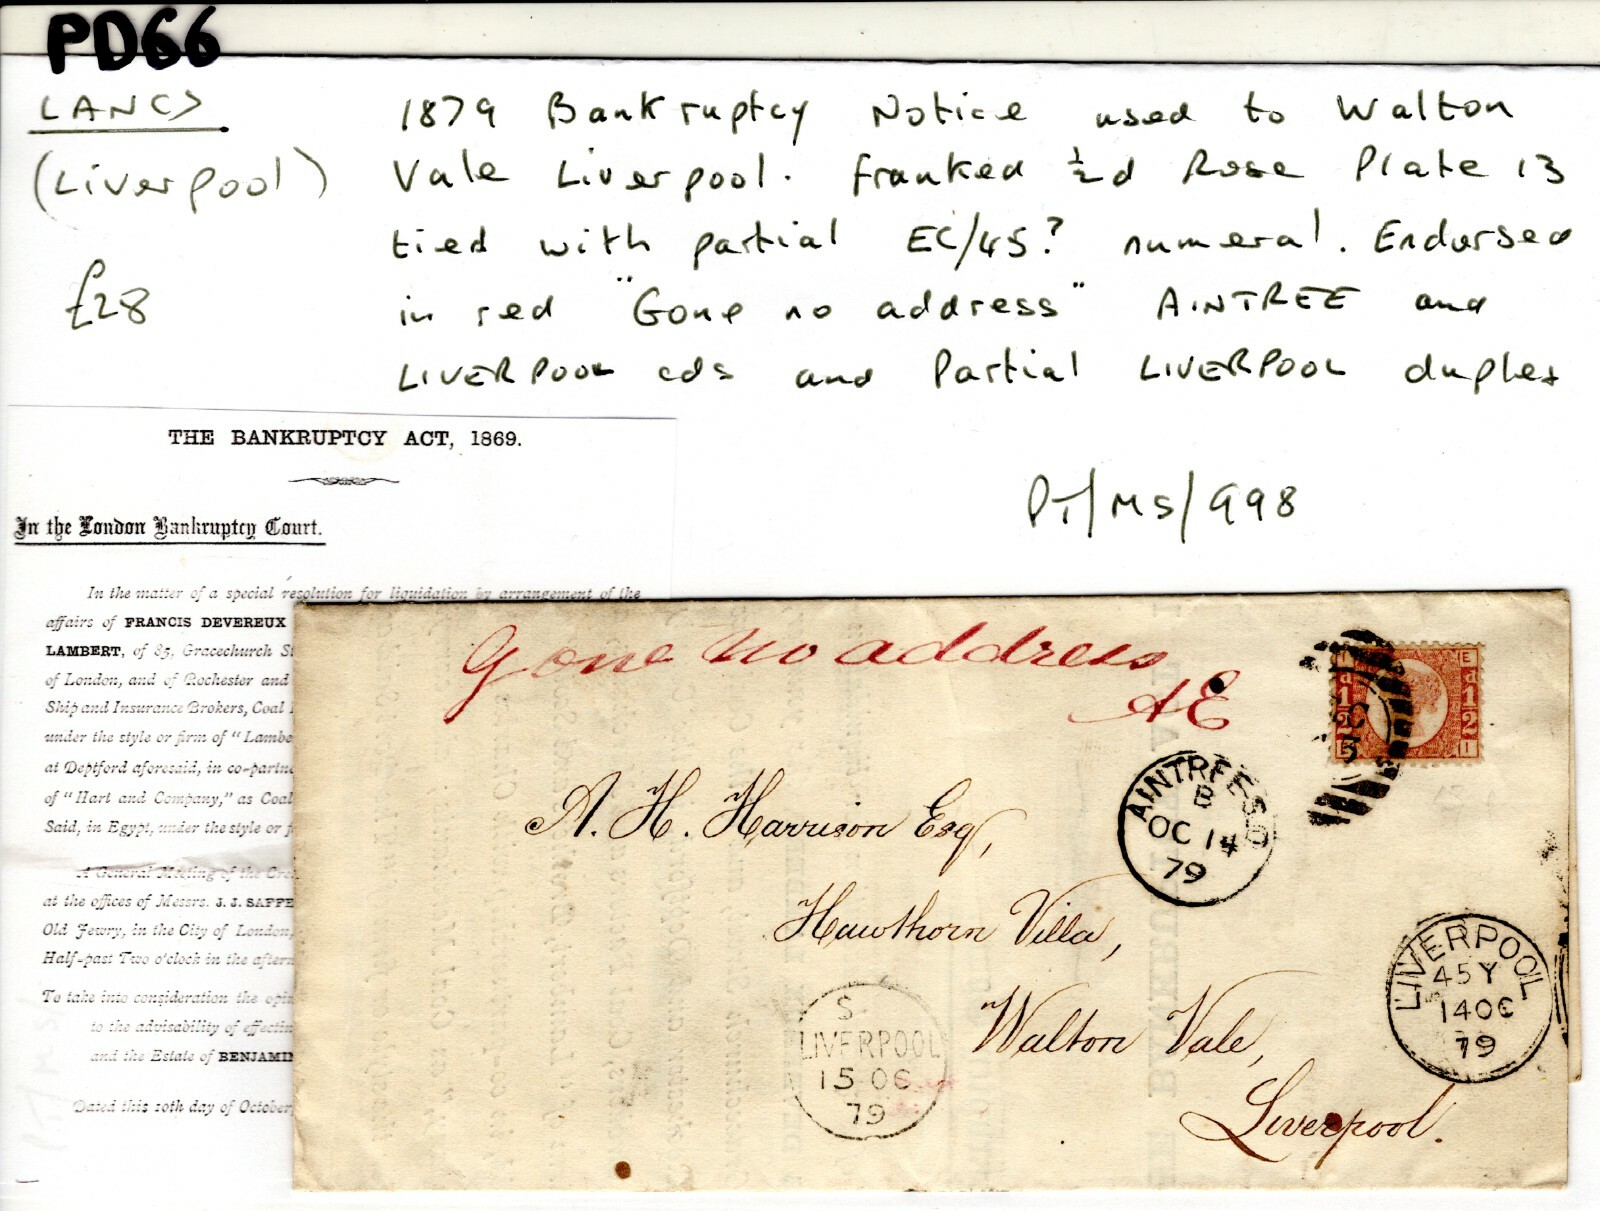 PD66
LANCS
(Liverpool)
£28
1879 Bankruptcy Notice used to Walton
Vale Liverpool. franked ½d Rose Plate 13
tied with partial EC/45? numeral. Endorsed
in red "Gone no address" AINTREE and
LIVERPOOL cds and Partial LIVERPOOL duplex
PT/MS/998
THE BANKRUPTCY ACT, 1869.
In the London Bankruptcy Court.
In the matter of a special resolution for liquidation by arrangement of the
affairs of FRANCIS DEVEREUX
LAMBERT, of 85, Gracechurch
of London, and of Rochester and
Ship and Insurance Brokers, Coal
under the style or firm of "Lambe
at Deptford aforesaid, in co-partne
of "Hart and Company," as Coal
Said, in Egypt, under the style or
A General Meeting of the Cre
at the offices of Messrs. J. J. SAFFE
Old Jewry, in the City of London,
Half-past Two o'clock in the aftern
To take into consideration the opin
to the advisability of effectin
and the Estate of BENJAMIN
Dated this 10th day of October,
Gone no address
AE
A. H. Harrison Esq,
Hawthorn Villa,
Walton Vale,
Liverpool.
AINTREE S.O
B
OC 14
79
LIVERPOOL
45Y
14 OC
79
S.
LIVERPOOL
15 OC
79
E
d
1
2
I